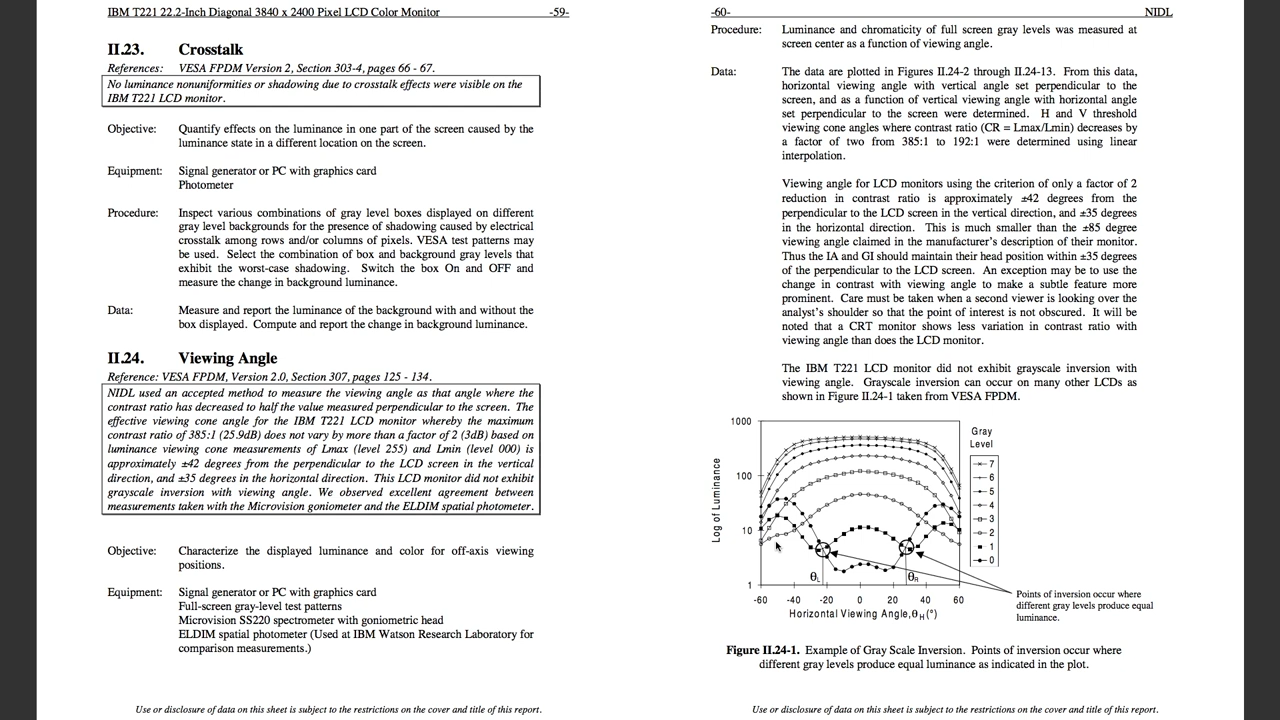 IBM T221 22.2-Inch Diagonal 3840 x 2400 Pixel LCD Color Monitor -59-
II.23. Crosstalk
References: VESA FPDM Version 2, Section 303-4, pages 66 - 67.
No luminance nonuniformities or shadowing due to crosstalk effects were visible on the
IBM T221 LCD monitor.
Objective: Quantify effects on the luminance in one part of the screen caused by the
luminance state in a different location on the screen.
Equipment: Signal generator or PC with graphics card
Photometer
Procedure: Inspect various combinations of gray level boxes displayed on different
gray level backgrounds for the presence of shadowing caused by electrical
crosstalk among rows and/or columns of pixels. VESA test patterns may
be used. Select the combination of box and background gray levels that
exhibit the worst-case shadowing. Switch the box On and OFF and
measure the change in background luminance.
Data: Measure and report the luminance of the background with and without the
box displayed. Compute and report the change in background luminance.
II.24. Viewing Angle
Reference: VESA FPDM, Version 2.0, Section 307, pages 125 - 134.
NIDL used an accepted method to measure the viewing angle as that angle where the
contrast ratio has decreased to half the value measured perpendicular to the screen. The
effective viewing cone angle for the IBM T221 LCD monitor whereby the maximum
contrast ratio of 385:1 (25.9dB) does not vary by more than a factor of 2 (3dB) based on
luminance viewing cone measurements of Lmax (level 255) and Lmin (level 000) is
approximately ±42 degrees from the perpendicular to the LCD screen in the vertical
direction, and ±35 degrees in the horizontal direction. This LCD monitor did not exhibit
grayscale inversion with viewing angle. We observed excellent agreement between
measurements taken with the Microvision goniometer and the ELDIM spatial photometer.
Objective: Characterize the displayed luminance and color for off-axis viewing
positions.
Equipment: Signal generator or PC with graphics card
Full-screen gray-level test patterns
Microvision SS220 spectrometer with goniometric head
ELDIM spatial photometer (Used at IBM Watson Research Laboratory for
comparison measurements.)
Use or disclosure of data on this sheet is subject to the restrictions on the cover and title of this report.
-60- NIDL
Procedure: Luminance and chromaticity of full screen gray levels was measured at
screen center as a function of viewing angle.
Data: The data are plotted in Figures II.24-2 through II.24-13. From this data,
horizontal viewing angle with vertical angle set perpendicular to the
screen, and as a function of vertical viewing angle with horizontal angle
set perpendicular to the screen were determined. H and V threshold
viewing cone angles where contrast ratio (CR = Lmax/Lmin) decreases by
a factor of two from 385:1 to 192:1 were determined using linear
interpolation.
Viewing angle for LCD monitors using the criterion of only a factor of 2
reduction in contrast ratio is approximately ±42 degrees from the
perpendicular to the LCD screen in the vertical direction, and ±35 degrees
in the horizontal direction. This is much smaller than the ±85 degree
viewing angle claimed in the manufacturer's description of their monitor.
Thus the IA and GI should maintain their head position within ±35 degrees
of the perpendicular to the LCD screen. An exception may be to use the
change in contrast with viewing angle to make a subtle feature more
prominent. Care must be taken when a second viewer is looking over the
analyst's shoulder so that the point of interest is not obscured. It will be
noted that a CRT monitor shows less variation in contrast ratio with
viewing angle than does the LCD monitor.
The IBM T221 LCD monitor did not exhibit grayscale inversion with
viewing angle. Grayscale inversion can occur on many other LCDs as
shown in Figure II.24-1 taken from VESA FPDM.
Log of Luminance
1000
100
10
1
-60 -40 -20 0 20 40 60
θL θR
Horizontal Viewing Angle,θH(°)
Gray
Level
7
6
5
4
3
2
1
0
Points of inversion occur where
different gray levels produce equal
luminance.
Figure II.24-1. Example of Gray Scale Inversion. Points of inversion occur where
different gray levels produce equal luminance as indicated in the plot.
Use or disclosure of data on this sheet is subject to the restrictions on the cover and title of this report.